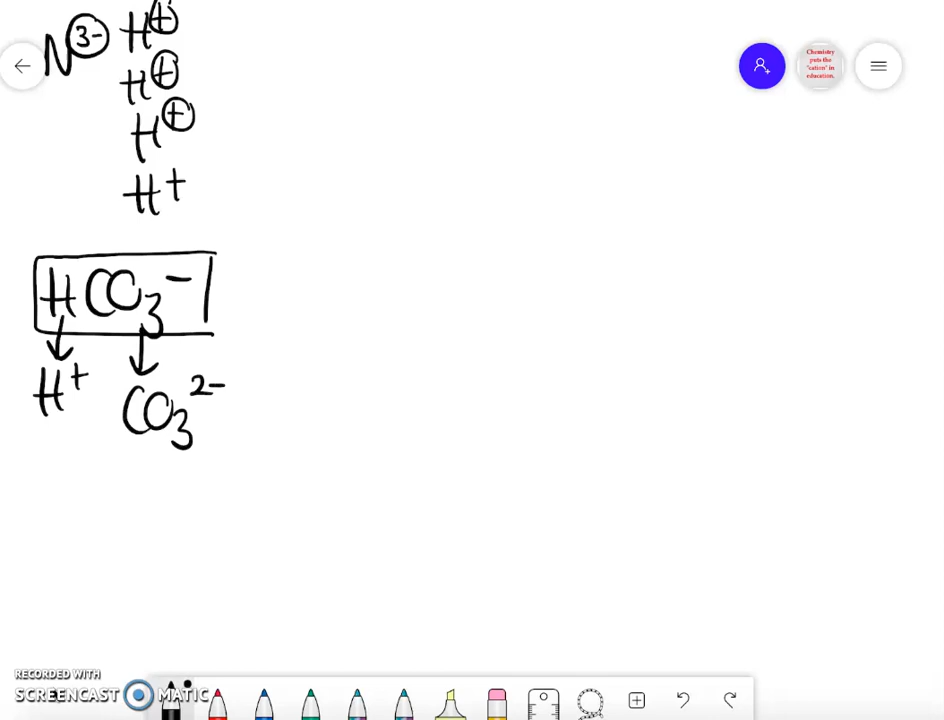 N3- H+
H+
H+
H+
HCO3-
H+ CO3 2-
Chemistry
puts the
"cation" in
education.
RECORDED WITH
SCREENCAST MATIC